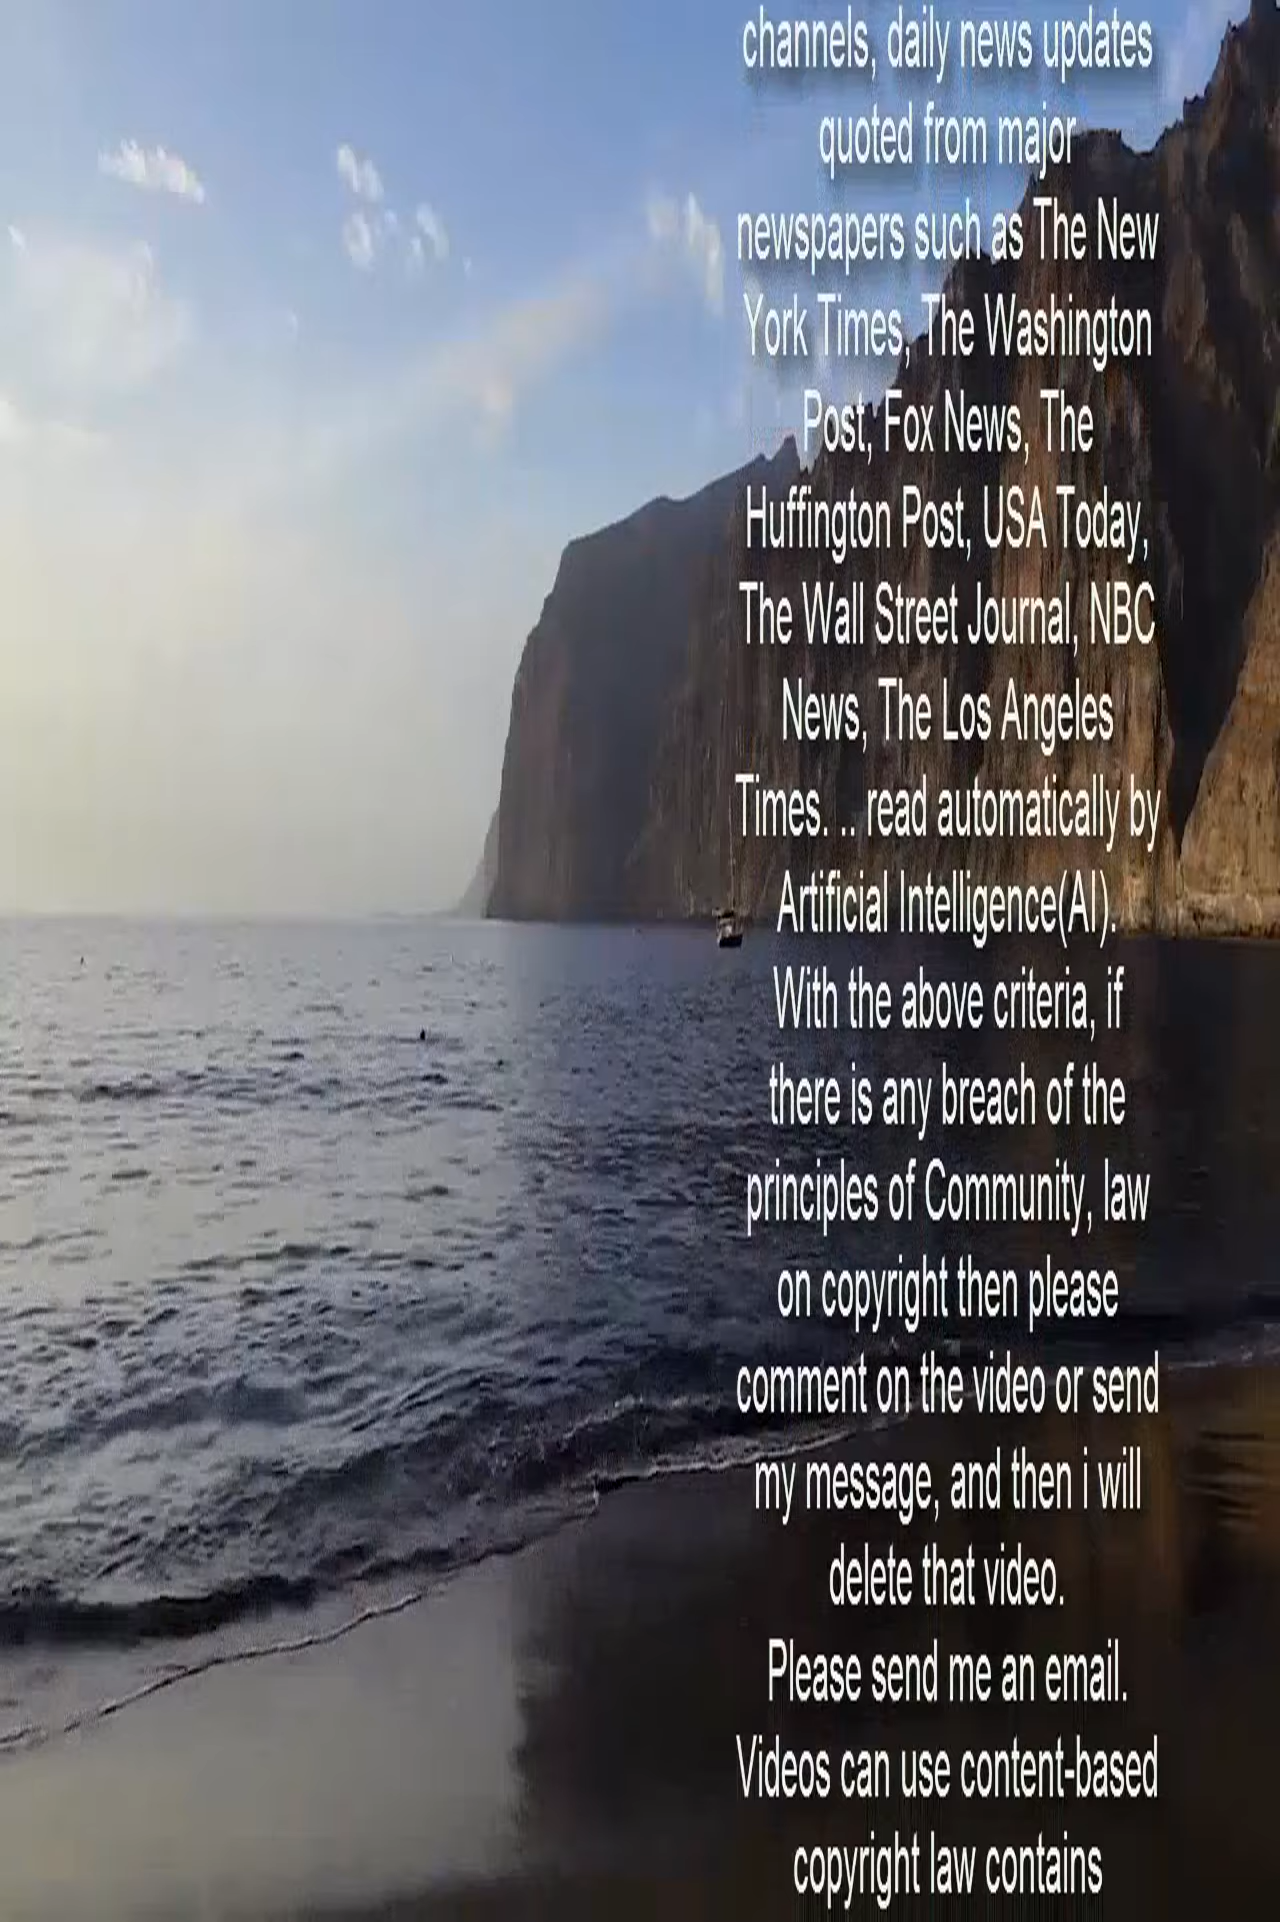 channels, daily news updates
quoted from major
newspapers such as The New
York Times, The Washington
Post, Fox News, The
Huffington Post, USA Today,
The Wall Street Journal, NBC
News, The Los Angeles
Times. .. read automatically by
Artificial Intelligence(AI).
With the above criteria, if
there is any breach of the
principles of Community, law
on copyright then please
comment on the video or send
my message, and then i will
delete that video.
Please send me an email.
Videos can use content-based
copyright law contains